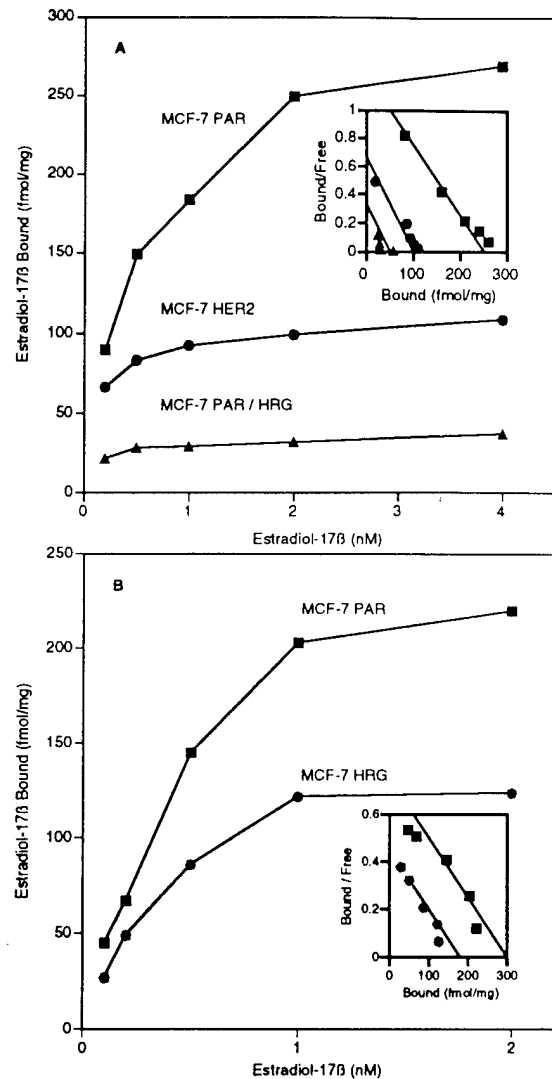 A
Estradiol-17β Bound (fmol/mg)
300
250
200
150
100
50
0
MCF-7 PAR
MCF-7 HER2
MCF-7 PAR / HRG
0
1
2
3
4
Estradiol-17β (nM)
Bound/Free
1
0.8
0.6
0.4
0.2
0
0
100
200
300
Bound (fmol/mg)
B
Estradiol-17β Bound (fmol/mg)
250
200
150
100
50
0
MCF-7 PAR
MCF-7 HRG
0
1
2
Estradiol-17β (nM)
Bound / Free
0.6
0.4
0.2
0
0
100
200
300
Bound (fmol/mg)